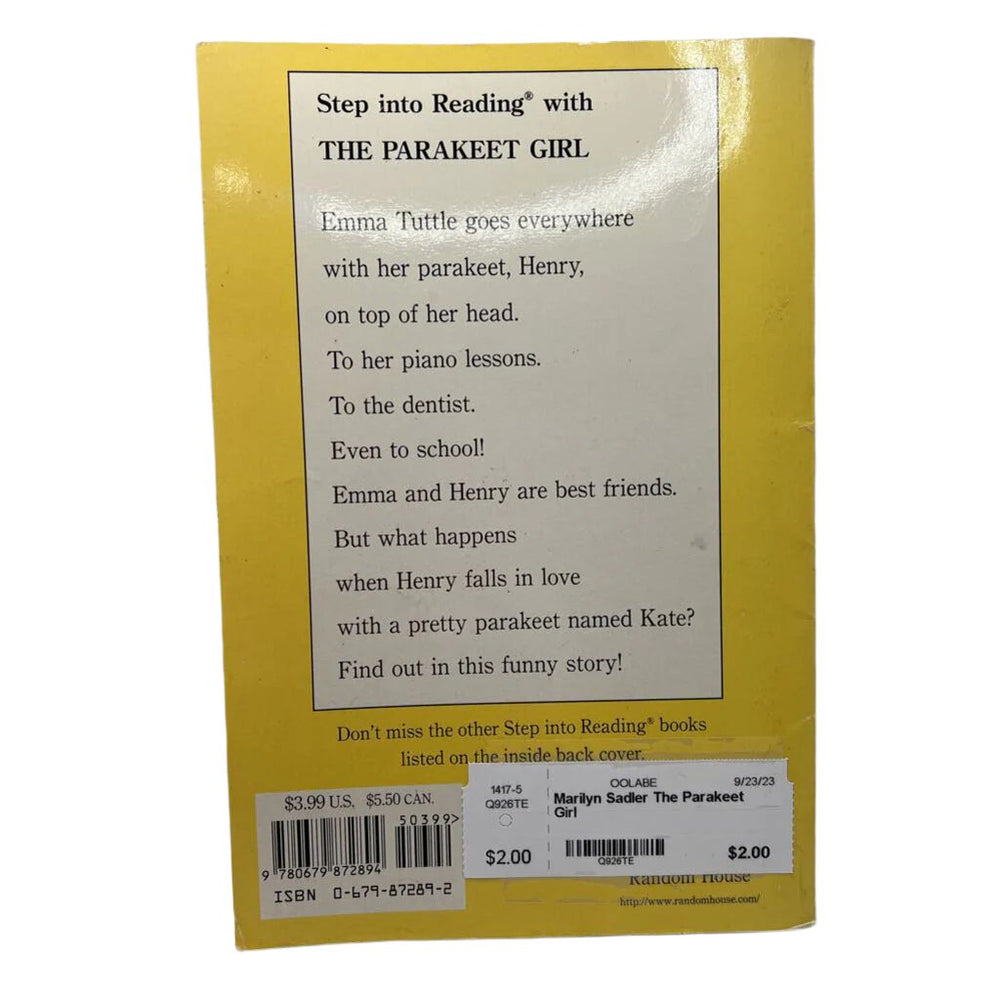 Step into Reading® with
THE PARAKEET GIRL
Emma Tuttle goes everywhere
with her parakeet, Henry,
on top of her head.
To her piano lessons.
To the dentist.
Even to school!
Emma and Henry are best friends.
But what happens
when Henry falls in love
with a pretty parakeet named Kate?
Find out in this funny story!
Don't miss the other Step into Reading® books
listed on the inside back cover.
$3.99 U.S. $5.50 CAN.
50399>
9 780679 872894
ISBN 0-679-87289-2
1417-5
Q926TE
$2.00
OOLABE 9/23/23
Marilyn Sadler The Parakeet
Girl
Q926TE
$2.00
Random House
http://www.randomhouse.com/